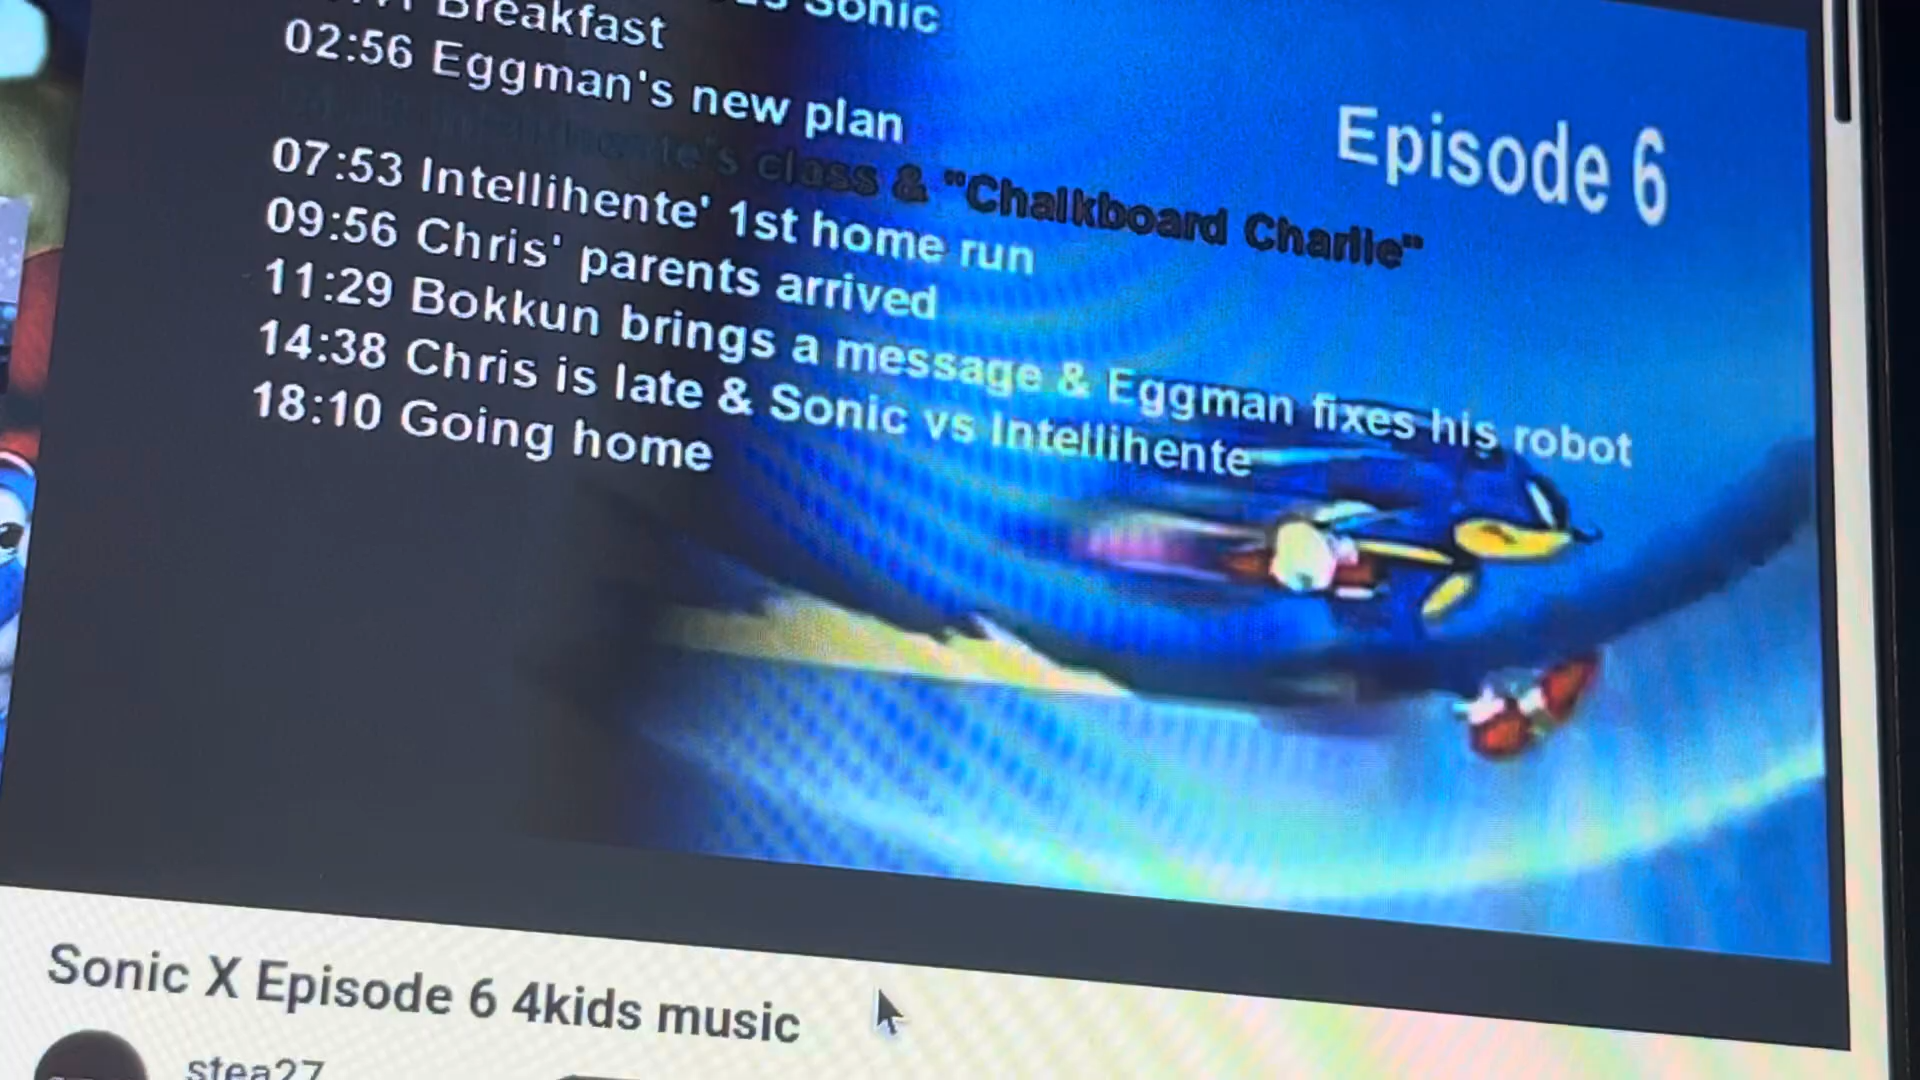 Sonic
Breakfast
02:56 Eggman's new plan
class & "Chalkboard Charlie"
07:53 Intellihente' 1st home run
09:56 Chris' parents arrived
11:29 Bokkun brings a message & Eggman fixes his robot
14:38 Chris is late & Sonic vs Intellihente
18:10 Going home
Episode 6
Sonic X Episode 6 4kids music
stea27